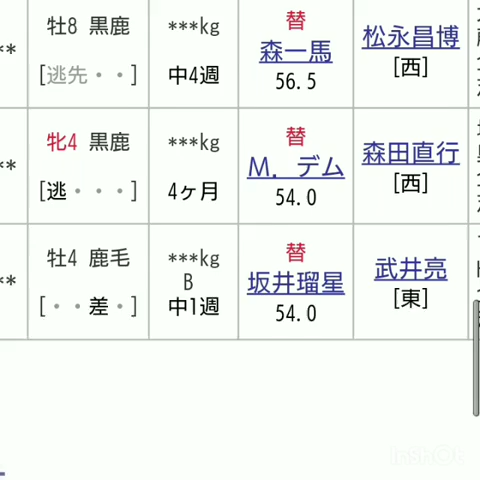 ** 牡8 黒鹿 ***kg 替 松永昌博
[逃先・・] 中4週 森一馬 [西]
56.5
** 牝4 黒鹿 ***kg 替 森田直行
[逃・・・] 4ヶ月 M. デム [西]
54.0
** 牡4 鹿毛 ***kg 替 武井亮
B 坂井瑠星
[・・差・] 中1週 54.0 [東]
InShOt